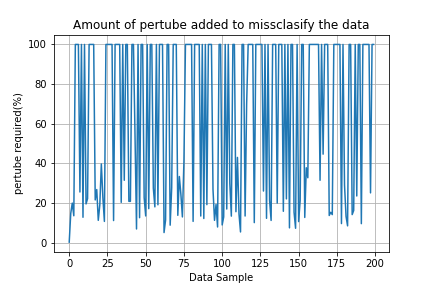 Amount of pertube added to missclasify the data
pertube required(%)
100
80
60
40
20
0
0 25 50 75 100 125 150 175 200
Data Sample